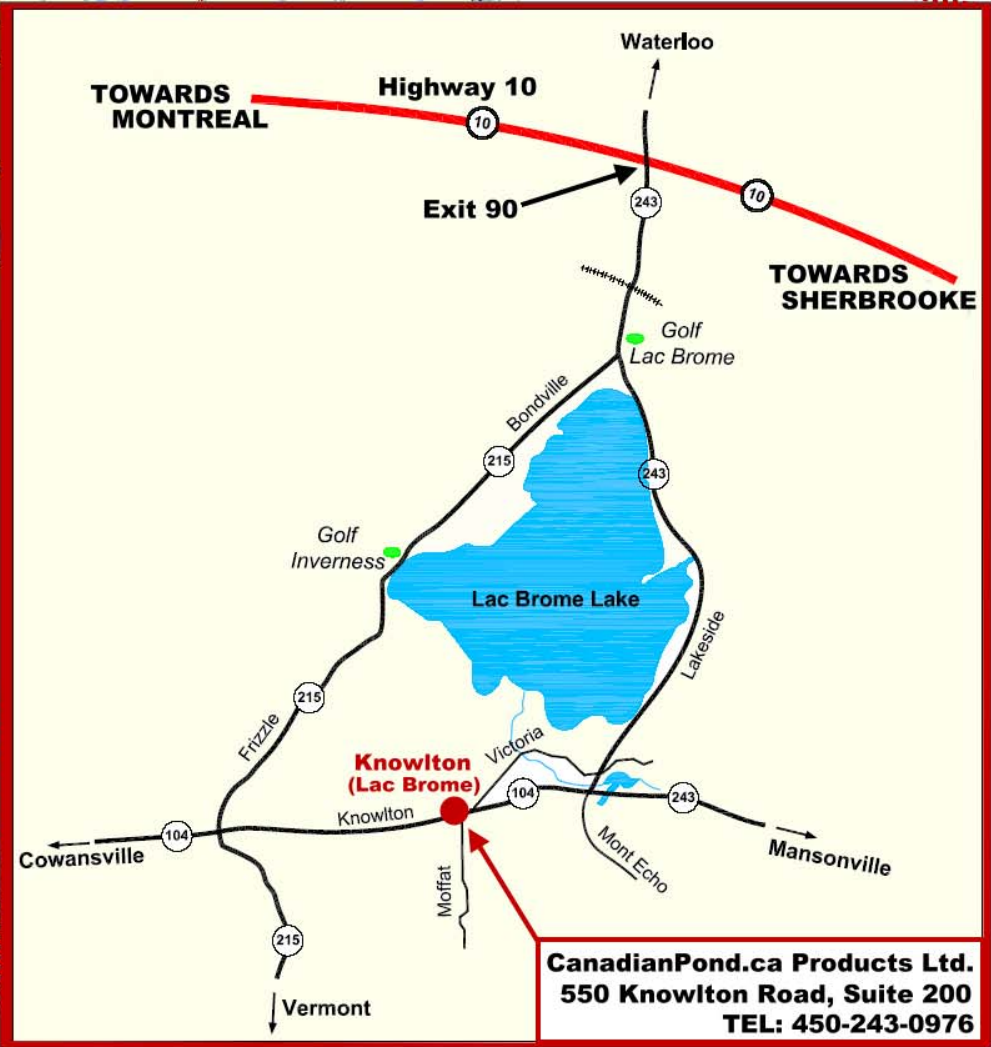 Waterloo
Highway 10
TOWARDS
MONTREAL
10
10
Exit 90
243
TOWARDS
SHERBROOKE
Golf
Lac Brome
Bondville
215
243
Golf
Inverness
Lac Brome Lake
Lakeside
215
Frizzle
Victoria
Knowlton
(Lac Brome)
104
243
Knowlton
104
Cowansville
Mansonville
Mont Echo
Moffat
215
Vermont
CanadianPond.ca Products Ltd.
550 Knowlton Road, Suite 200
TEL: 450-243-0976